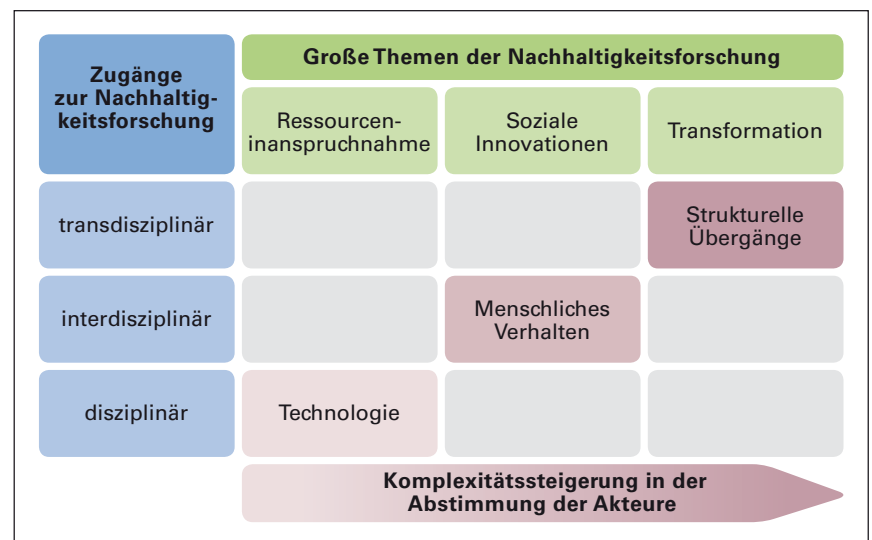 Zugänge
zur Nachhaltig-
keitsforschung
Große Themen der Nachhaltigkeitsforschung
Ressourcen-
inanspruchnahme
Soziale
Innovationen
Transformation
transdisziplinär
Strukturelle
Übergänge
interdisziplinär
Menschliches
Verhalten
disziplinär
Technologie
Komplexitätssteigerung in der
Abstimmung der Akteure